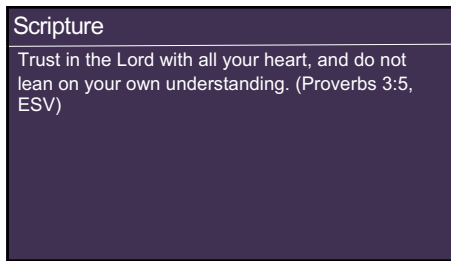 Scripture
Trust in the Lord with all your heart, and do not
lean on your own understanding. (Proverbs 3:5,
ESV)